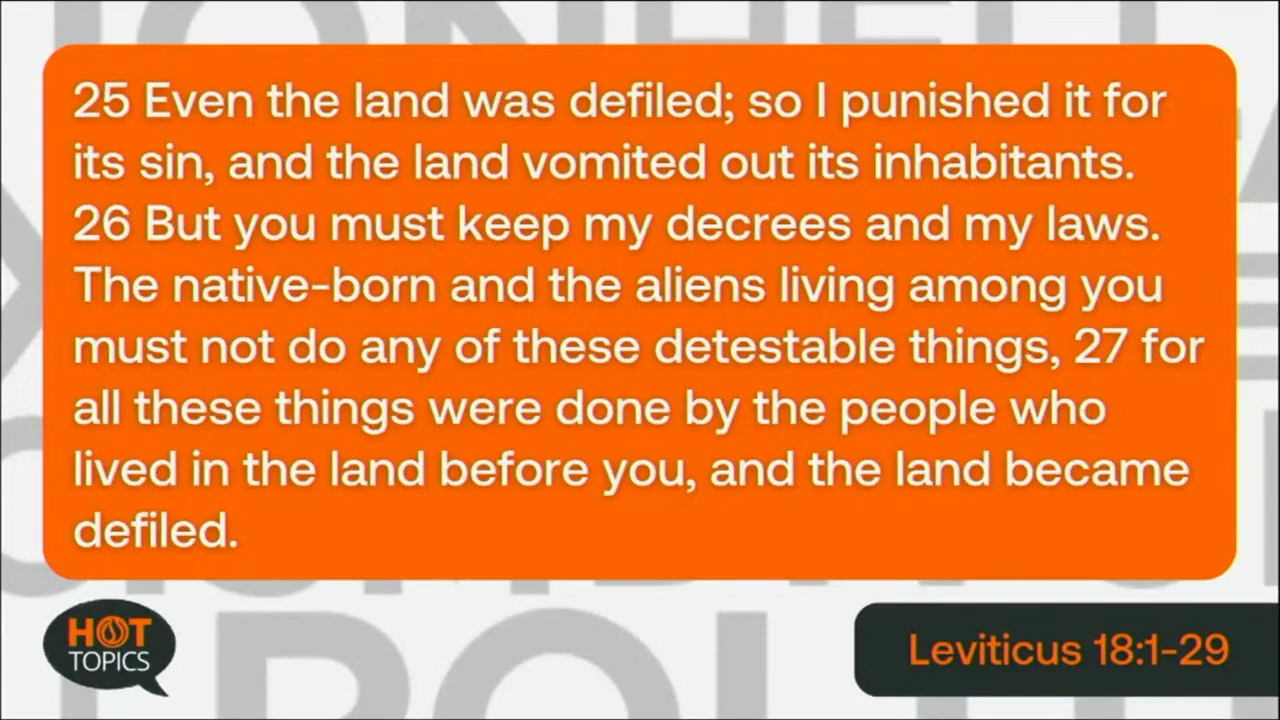 25 Even the land was defiled; so I punished it for
its sin, and the land vomited out its inhabitants.
26 But you must keep my decrees and my laws.
The native-born and the aliens living among you
must not do any of these detestable things, 27 for
all these things were done by the people who
lived in the land before you, and the land became
defiled.
HOT
TOPICS
Leviticus 18:1-29